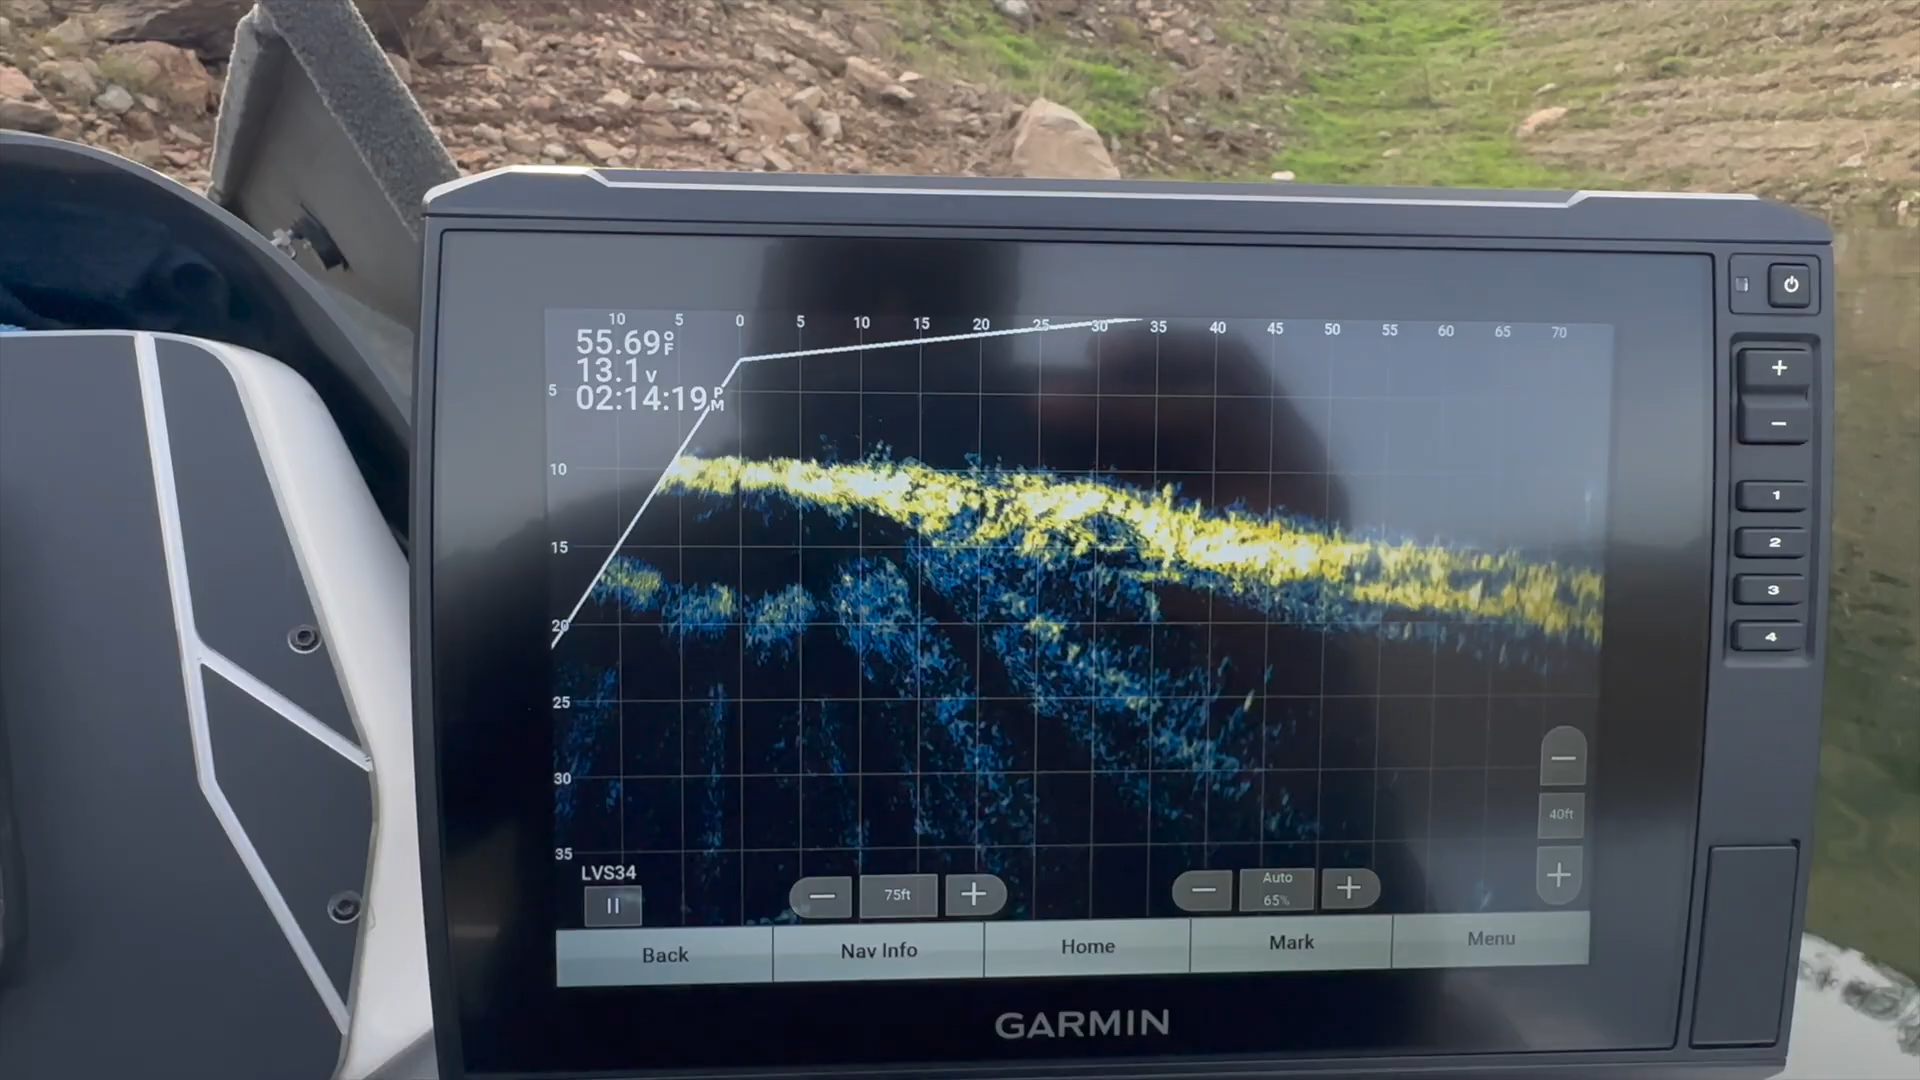 10 5 0 5 10 15 20 25 30 35 40 45 50 55 60 65 70
55.69°F
13.1V
02:14:19PM
5
10
15
20
25
30
35
LVS34
75ft
Auto
65%
40ft
Back Nav Info Home Mark Menu
GARMIN
1
2
3
4